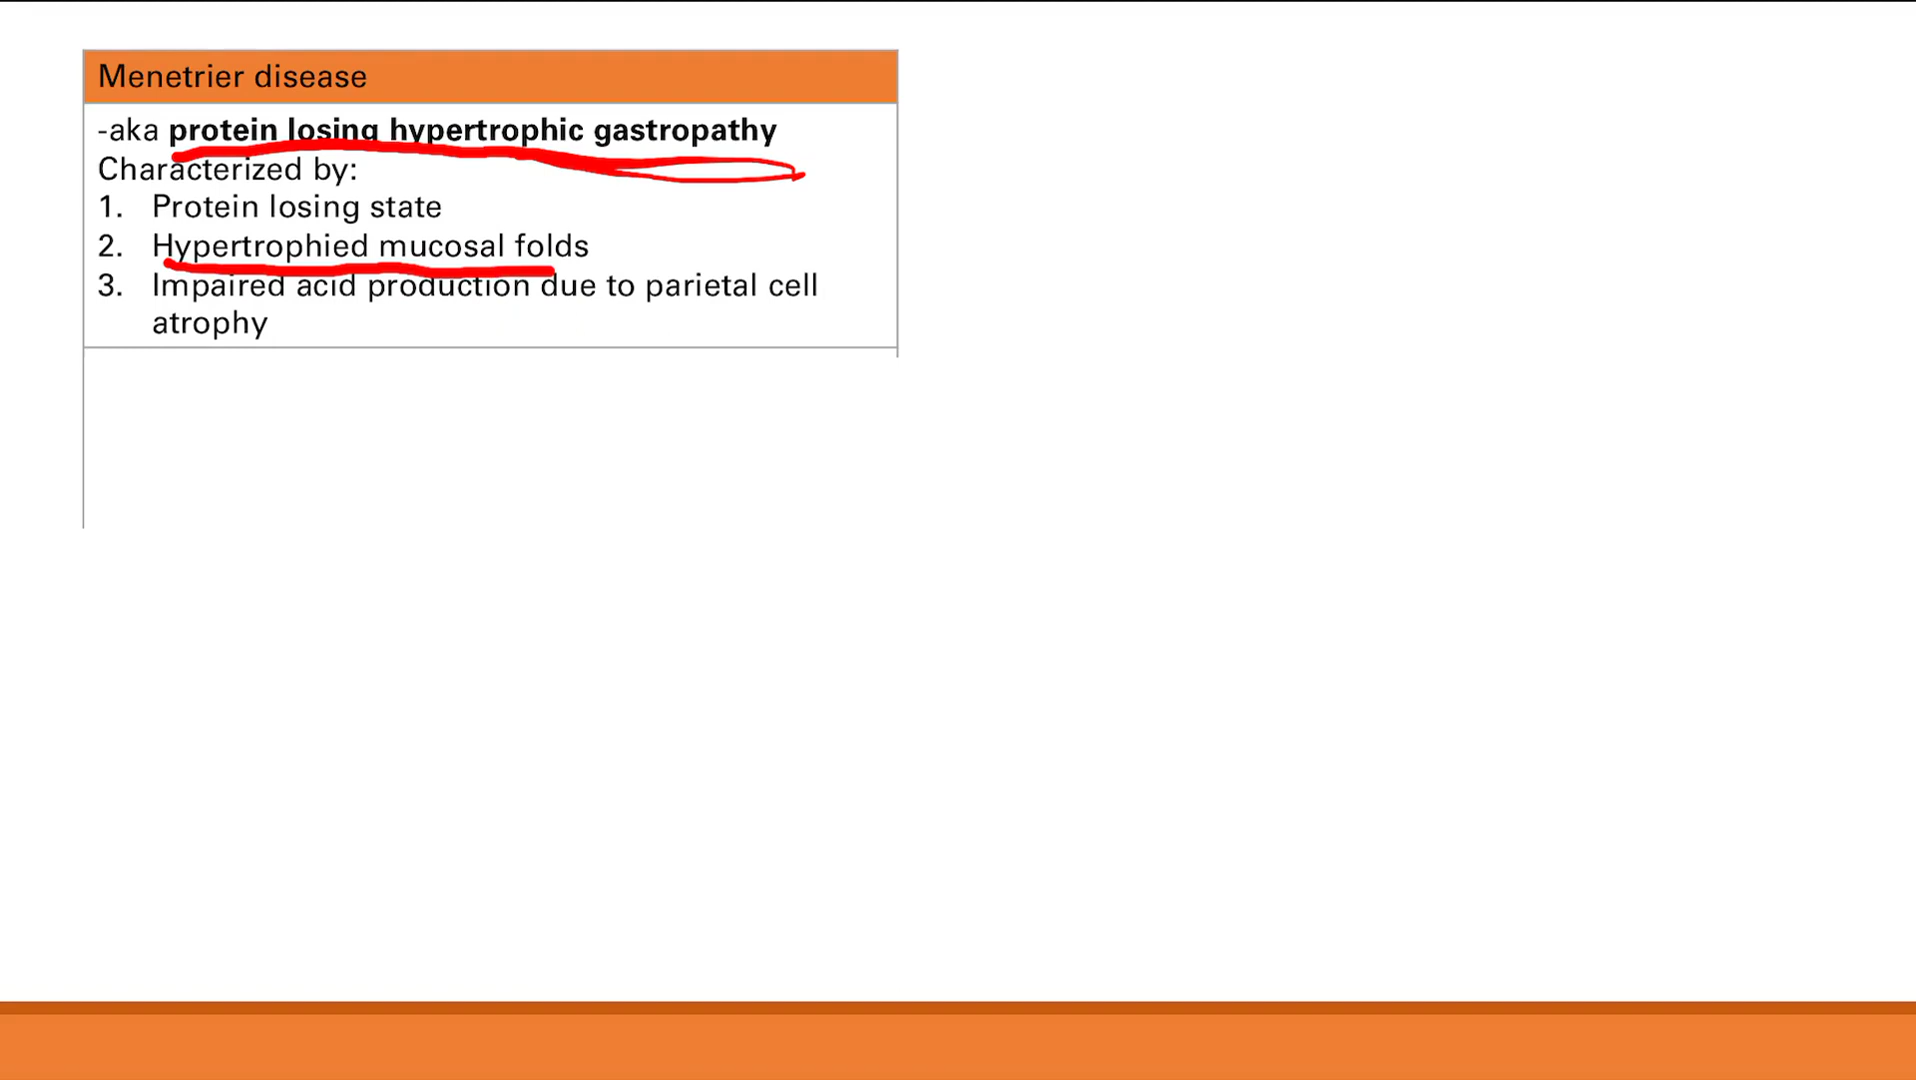 Menetrier disease
-aka protein losing hypertrophic gastropathy
Characterized by:
1. Protein losing state
2. Hypertrophied mucosal folds
3. Impaired acid production due to parietal cell
atrophy